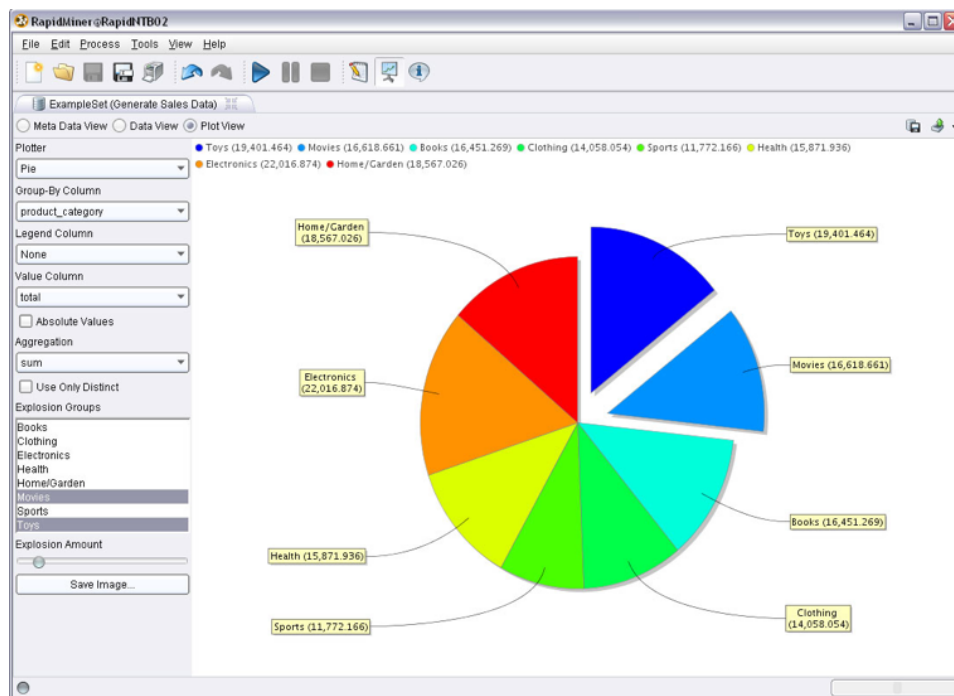 RapidMiner@RapidNTB02
File Edit Process Tools View Help
ExampleSet (Generate Sales Data)
Meta Data View Data View Plot View
Plotter
Pie
Group-By Column
product_category
Legend Column
None
Value Column
total
Absolute Values
Aggregation
sum
Use Only Distinct
Explosion Groups
Books
Clothing
Electronics
Health
Home/Garden
Movies
Sports
Toys
Explosion Amount
Save Image...
Toys (19,401.464) Movies (16,618.661) Books (16,451.269) Clothing (14,058.054) Sports (11,772.166) Health (15,871.936)
Electronics (22,016.874) Home/Garden (18,567.026)
Home/Garden
(18,567.026)
Toys (19,401.464)
Movies (16,618.661)
Electronics
(22,016.874)
Books (16,451.269)
Health (15,871.936)
Clothing
(14,058.054)
Sports (11,772.166)